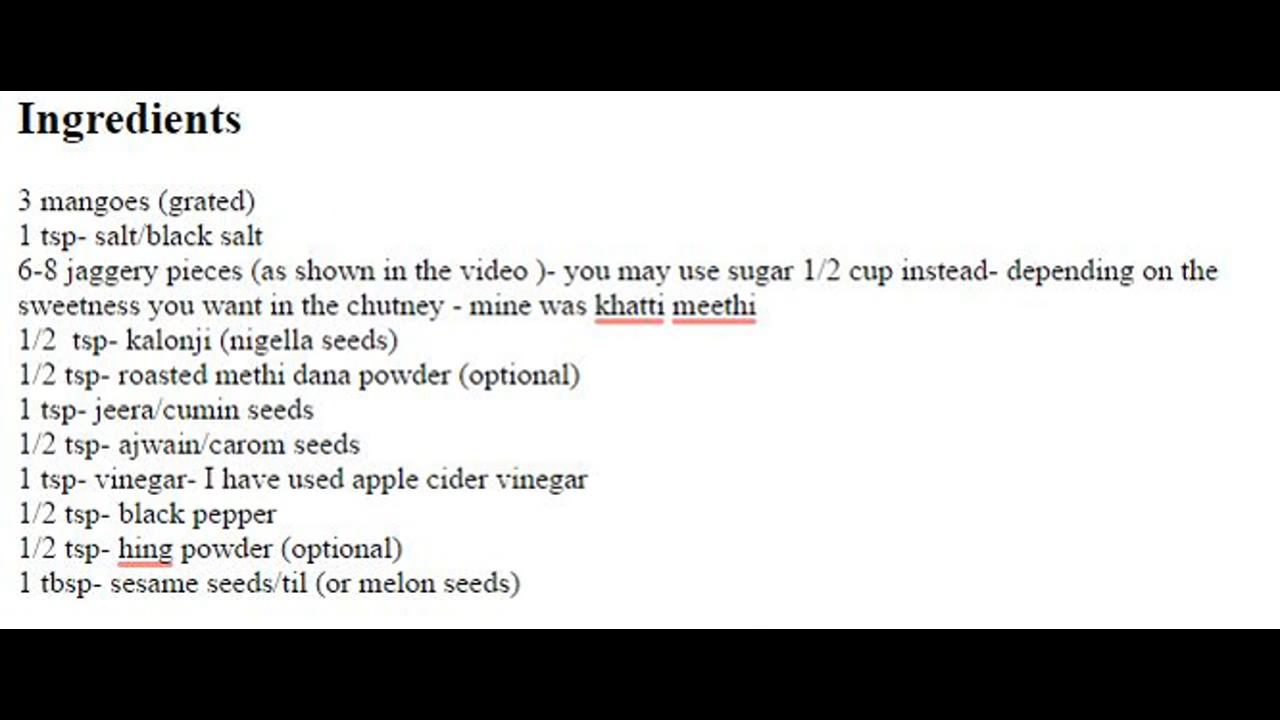 Ingredients
3 mangoes (grated)
1 tsp- salt/black salt
6-8 jaggery pieces (as shown in the video )- you may use sugar 1/2 cup instead- depending on the
sweetness you want in the chutney - mine was khatti meethi
1/2  tsp- kalonji (nigella seeds)
1/2 tsp- roasted methi dana powder (optional)
1 tsp- jeera/cumin seeds
1/2 tsp- ajwain/carom seeds
1 tsp- vinegar- I have used apple cider vinegar
1/2 tsp- black pepper
1/2 tsp- hing powder (optional)
1 tbsp- sesame seeds/til (or melon seeds)